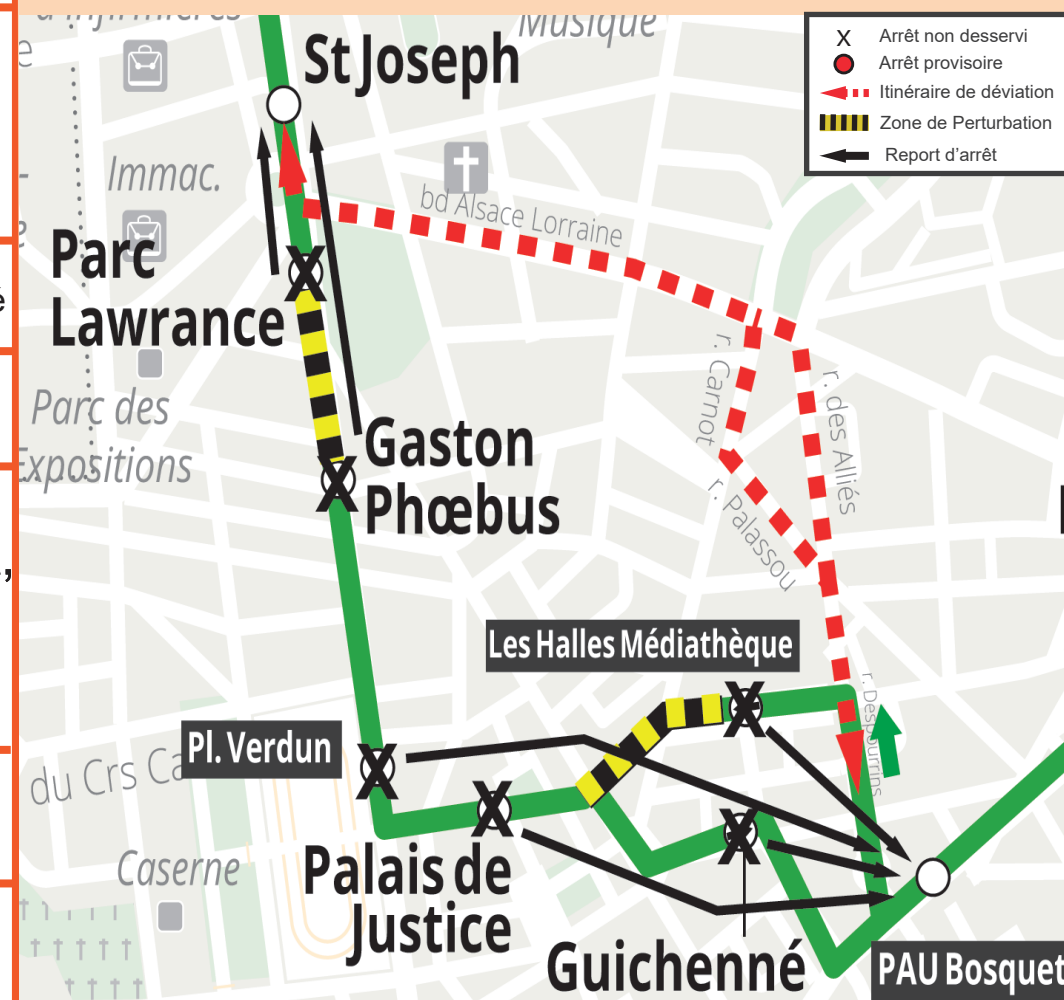 d'Infirmières
Musique
X Arrêt non desservi
Arrêt provisoire
Itinéraire de déviation
Zone de Perturbation
Report d'arrêt
St Joseph
Immac.
bd Alsace Lorraine
Parc
Lawrance
r. Carnot
r. des Alliés
Parc des
Expositions
Gaston
Phœbus
r. Palassou
Les Halles Médiathèque
r. Despourrins
Pl. Verdun
du Crs Ca
Palais de
Justice
Caserne
Guichenné
PAU Bosquet